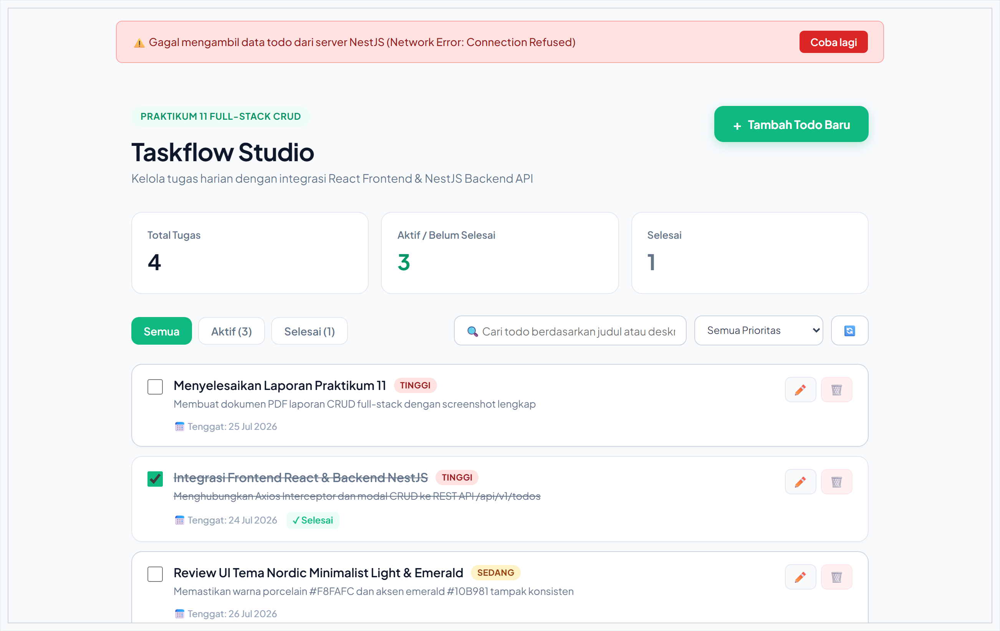 ⚠️ Gagal mengambil data todo dari server NestJS (Network Error: Connection Refused)
Coba lagi
PRAKTIKUM 11 FULL-STACK CRUD
+ Tambah Todo Baru
Taskflow Studio
Kelola tugas harian dengan integrasi React Frontend & NestJS Backend API
Total Tugas
4
Aktif / Belum Selesai
3
Selesai
1
Semua
Aktif (3)
Selesai (1)
🔍 Cari todo berdasarkan judul atau deskr
Semua Prioritas
Menyelesaikan Laporan Praktikum 11 TINGGI
Membuat dokumen PDF laporan CRUD full-stack dengan screenshot lengkap
Tenggat: 25 Jul 2026
Integrasi Frontend React & Backend NestJS TINGGI
Menghubungkan Axios Interceptor dan modal CRUD ke REST API /api/v1/todos
Tenggat: 24 Jul 2026 ✓ Selesai
Review UI Tema Nordic Minimalist Light & Emerald SEDANG
Memastikan warna porcelain #F8FAFC dan aksen emerald #10B981 tampak konsisten
Tenggat: 26 Jul 2026